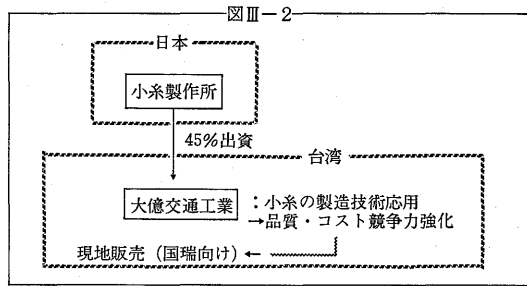 図Ⅲ－2
日本
小糸製作所
45%出資
台湾
大億交通工業
：小糸の製造技術応用
→品質・コスト競争力強化
現地販売（国瑞向け）←